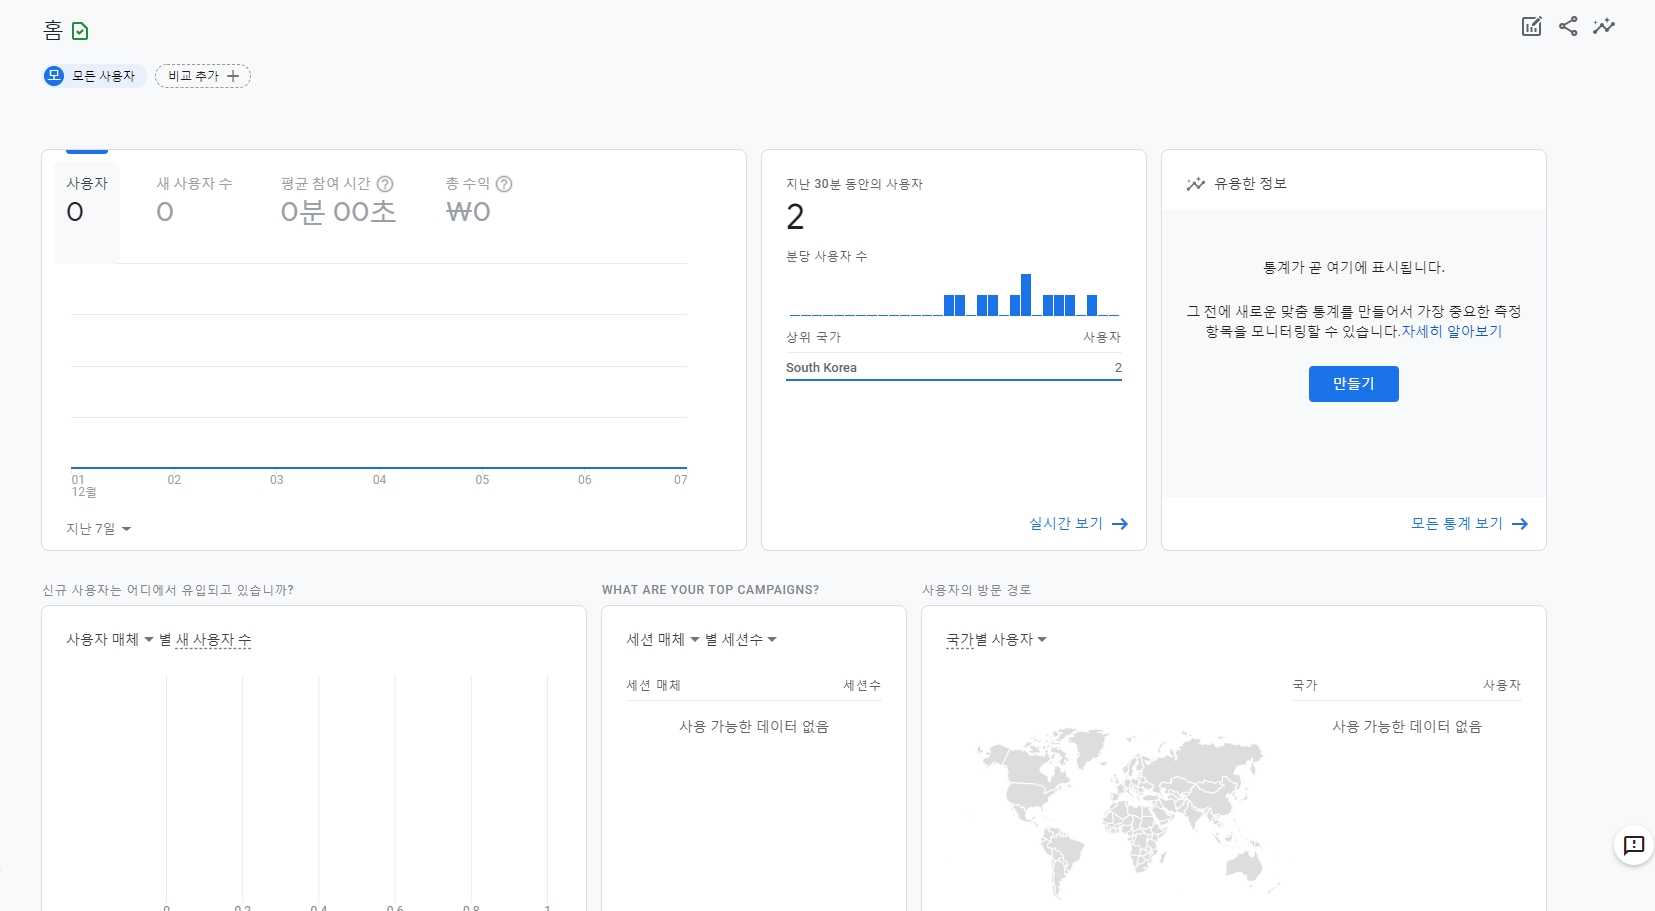 홈
모 모든 사용자 비교 추가
사용자 새 사용자 수 평균 참여 시간 총 수익
0 0 0분 00초 ₩0
01 02 03 04 05 06 07
12월
지난 7일
지난 30분 동안의 사용자
2
분당 사용자 수
상위 국가 사용자
South Korea 2
실시간 보기
유용한 정보
통계가 곧 여기에 표시됩니다.
그 전에 새로운 맞춤 통계를 만들어서 가장 중요한 측정
항목을 모니터링할 수 있습니다.자세히 알아보기
만들기
모든 통계 보기
신규 사용자는 어디에서 유입되고 있습니까?
사용자 매체 별 새 사용자 수
0 0.2 0.4 0.6 0.8 1
WHAT ARE YOUR TOP CAMPAIGNS?
세션 매체 별 세션수
세션 매체 세션수
사용 가능한 데이터 없음
사용자의 방문 경로
국가별 사용자
국가 사용자
사용 가능한 데이터 없음